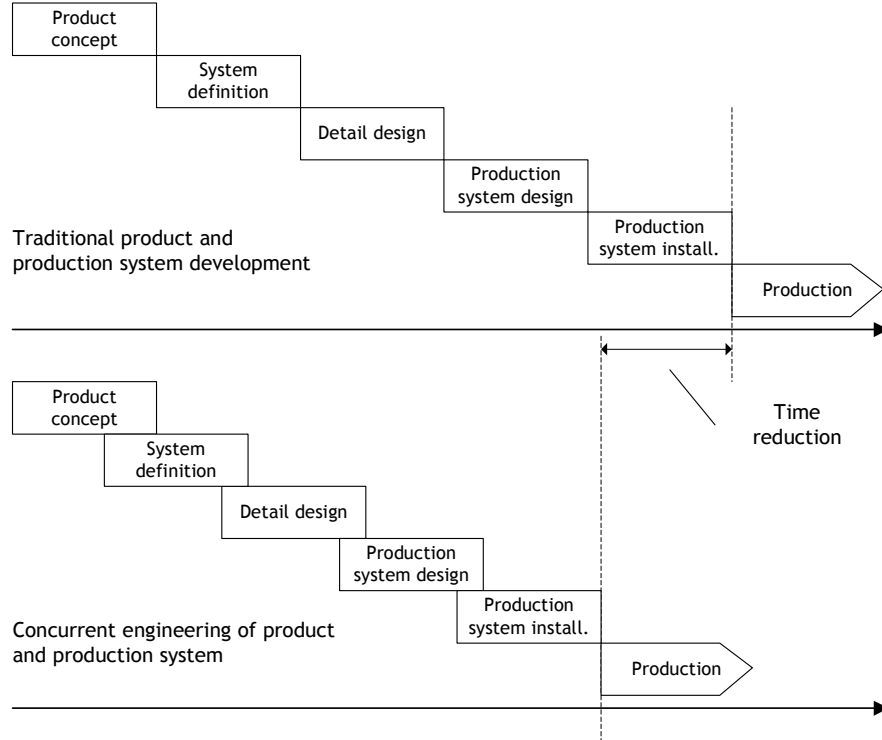 Product
concept
System
definition
Detail design
Production
system design
Production
system install.
Production
Traditional product and
production system development
Time
reduction
Product
concept
System
definition
Detail design
Production
system design
Production
system install.
Production
Concurrent engineering of product
and production system